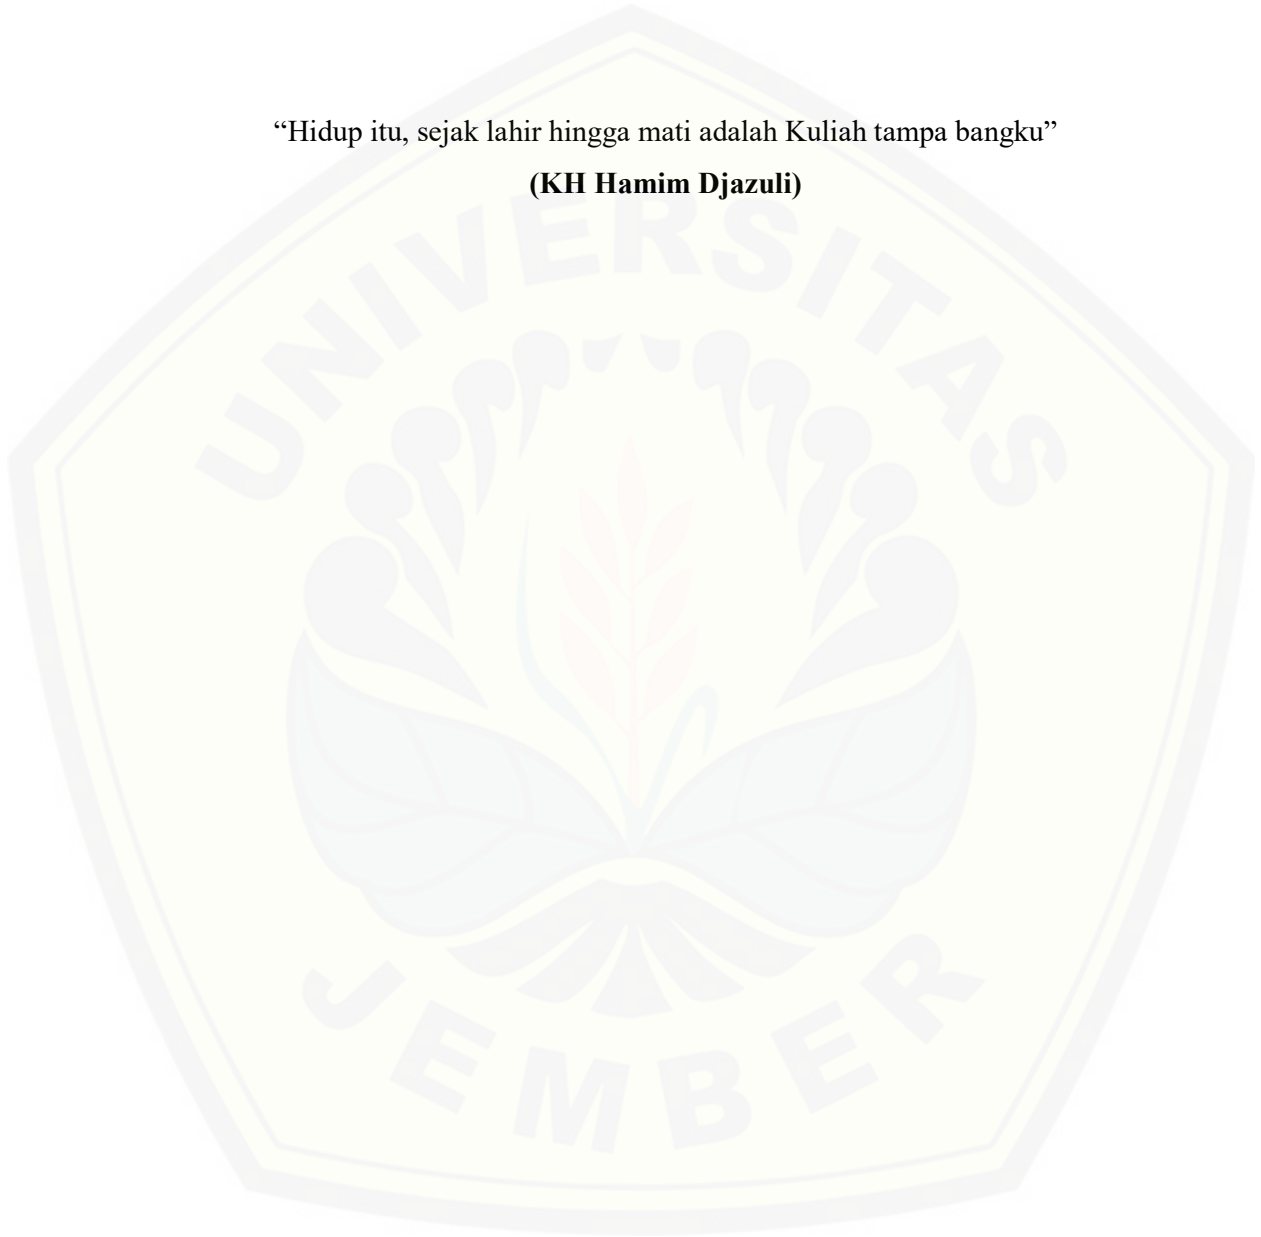 “Hidup itu, sejak lahir hingga mati adalah Kuliah tampa bangku”
(KH Hamim Djazuli)
UNIVERSITAS
JEMBER